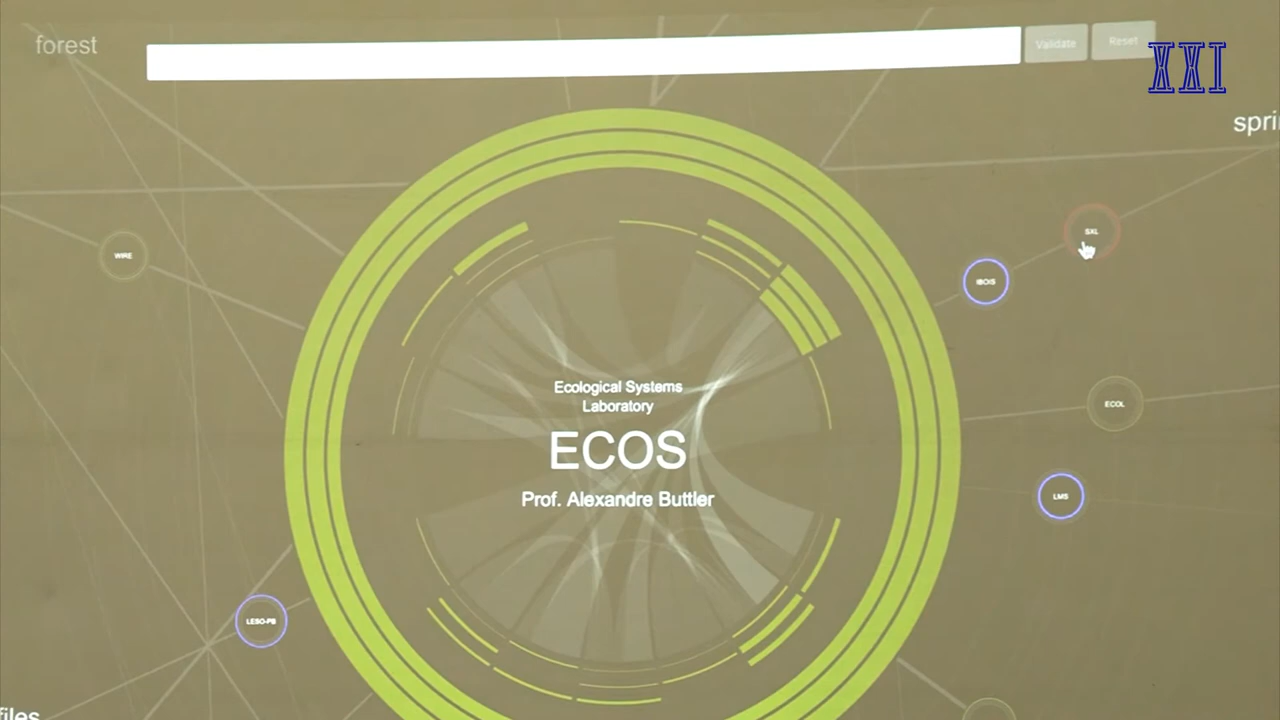 forest
Validate
Reset
XXI
spri
WIRE
SXL
IBOIS
Ecological Systems
Laboratory
ECOS
Prof. Alexandre Buttler
ECOL
LMS
LESO-PB
files